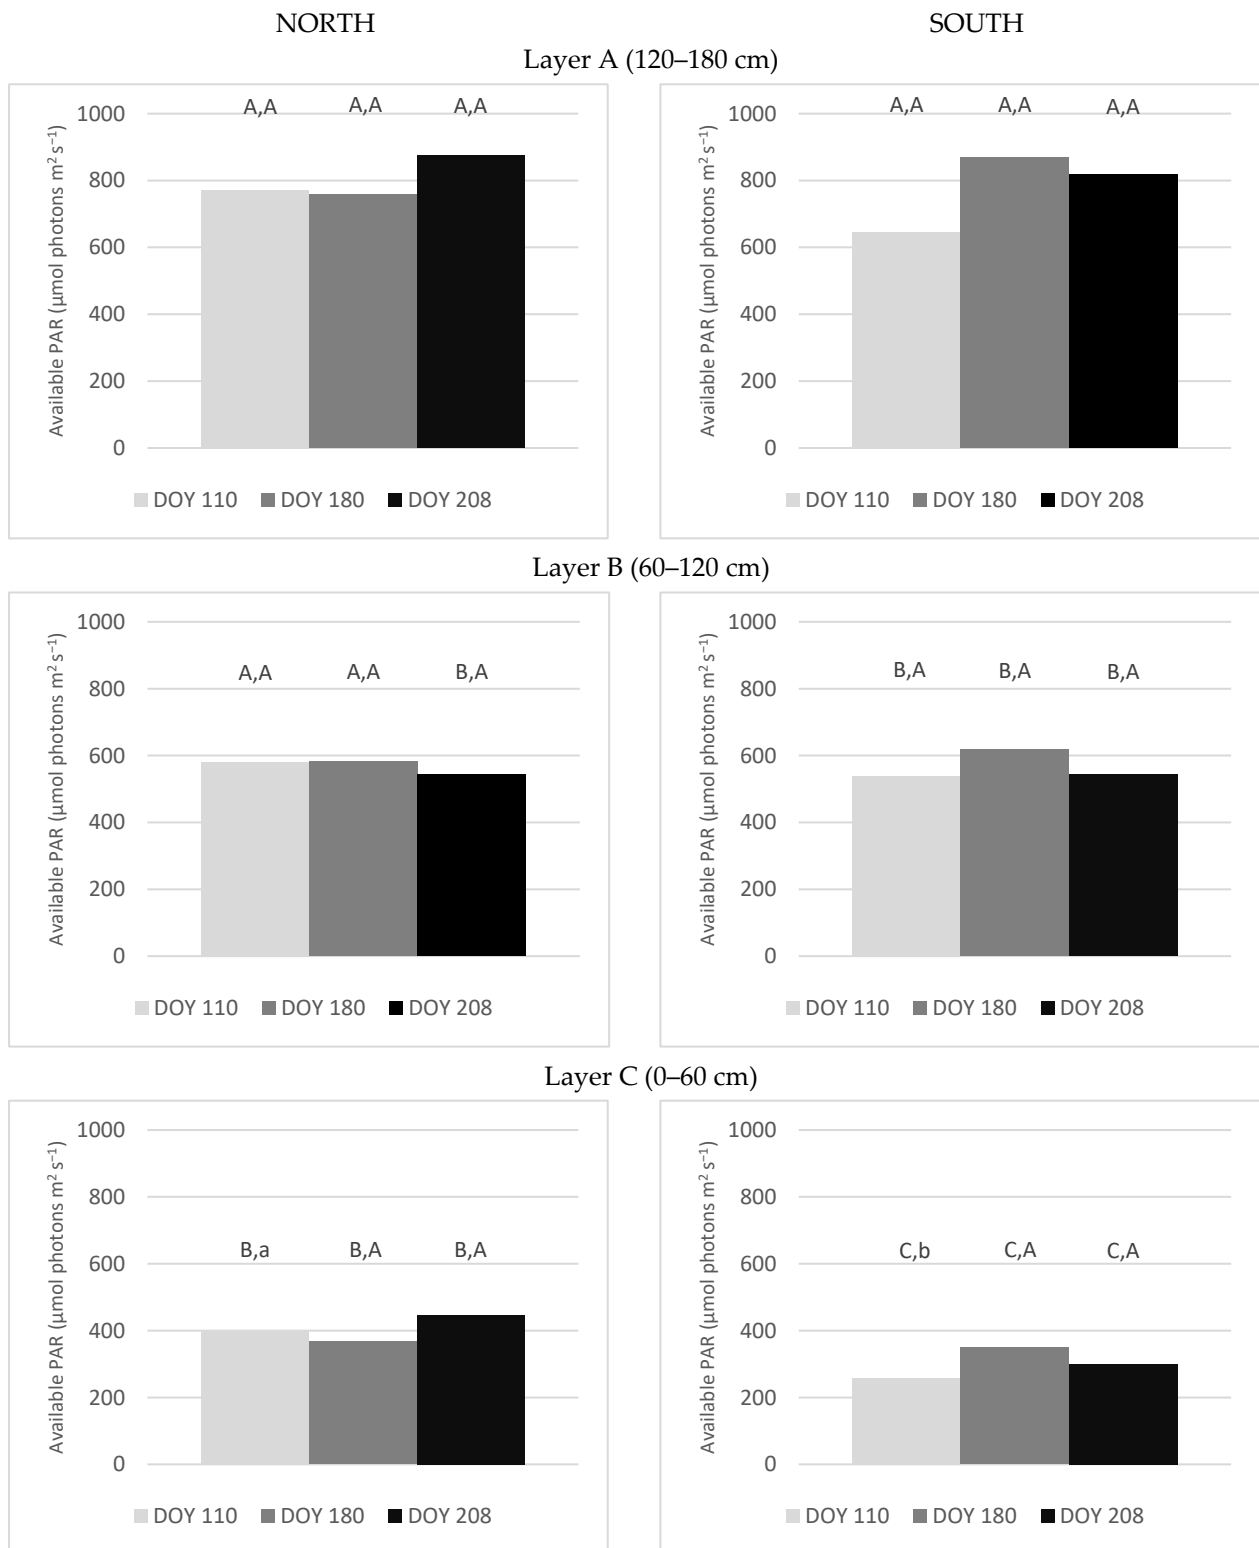 NORTH
SOUTH
Layer A (120–180 cm)
Available PAR (µmol photons m² s⁻¹)
1000
800
600
400
200
0
A,A A,A A,A
DOY 110 DOY 180 DOY 208
Available PAR (µmol photons m² s⁻¹)
1000
800
600
400
200
0
A,A A,A A,A
DOY 110 DOY 180 DOY 208
Layer B (60–120 cm)
Available PAR (µmol photons m² s⁻¹)
1000
800
600
400
200
0
A,A A,A B,A
DOY 110 DOY 180 DOY 208
Available PAR (µmol photons m² s⁻¹)
1000
800
600
400
200
0
B,A B,A B,A
DOY 110 DOY 180 DOY 208
Layer C (0–60 cm)
Available PAR (µmol photons m² s⁻¹)
1000
800
600
400
200
0
B,a B,A B,A
DOY 110 DOY 180 DOY 208
Available PAR (µmol photons m² s⁻¹)
1000
800
600
400
200
0
C,b C,A C,A
DOY 110 DOY 180 DOY 208